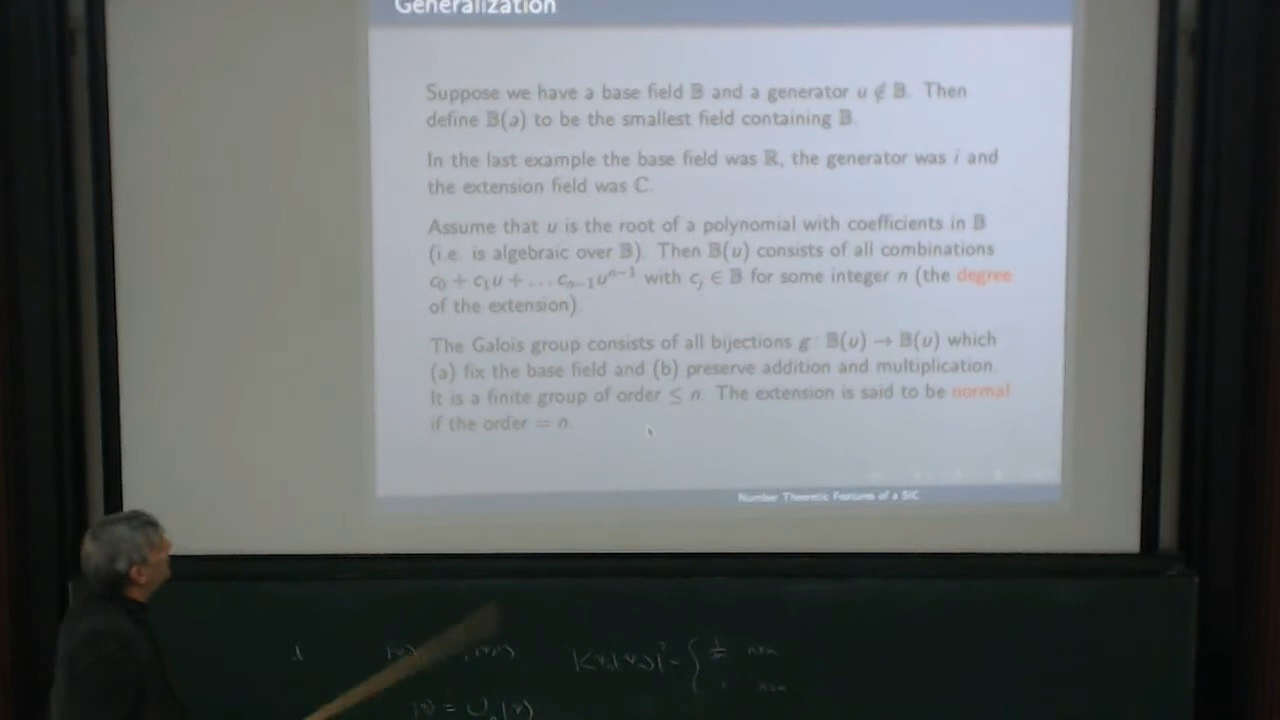 Generalization
Suppose we have a base field 𝔹 and a generator u ∉ 𝔹. Then
define 𝔹(a) to be the smallest field containing 𝔹.
In the last example the base field was ℝ, the generator was i and
the extension field was ℂ.
Assume that u is the root of a polynomial with coefficients in 𝔹
(i.e. is algebraic over 𝔹). Then 𝔹(u) consists of all combinations
c₀ + c₁u + … cₙ₋₁uⁿ⁻¹ with cⱼ ∈ 𝔹 for some integer n (the degree
of the extension)
The Galois group consists of all bijections g : 𝔹(u) → 𝔹(u) which
(a) fix the base field and (b) preserve addition and multiplication.
It is a finite group of order ≤ n. The extension is said to be normal
if the order = n.
Number Theoretic Features of a SIC